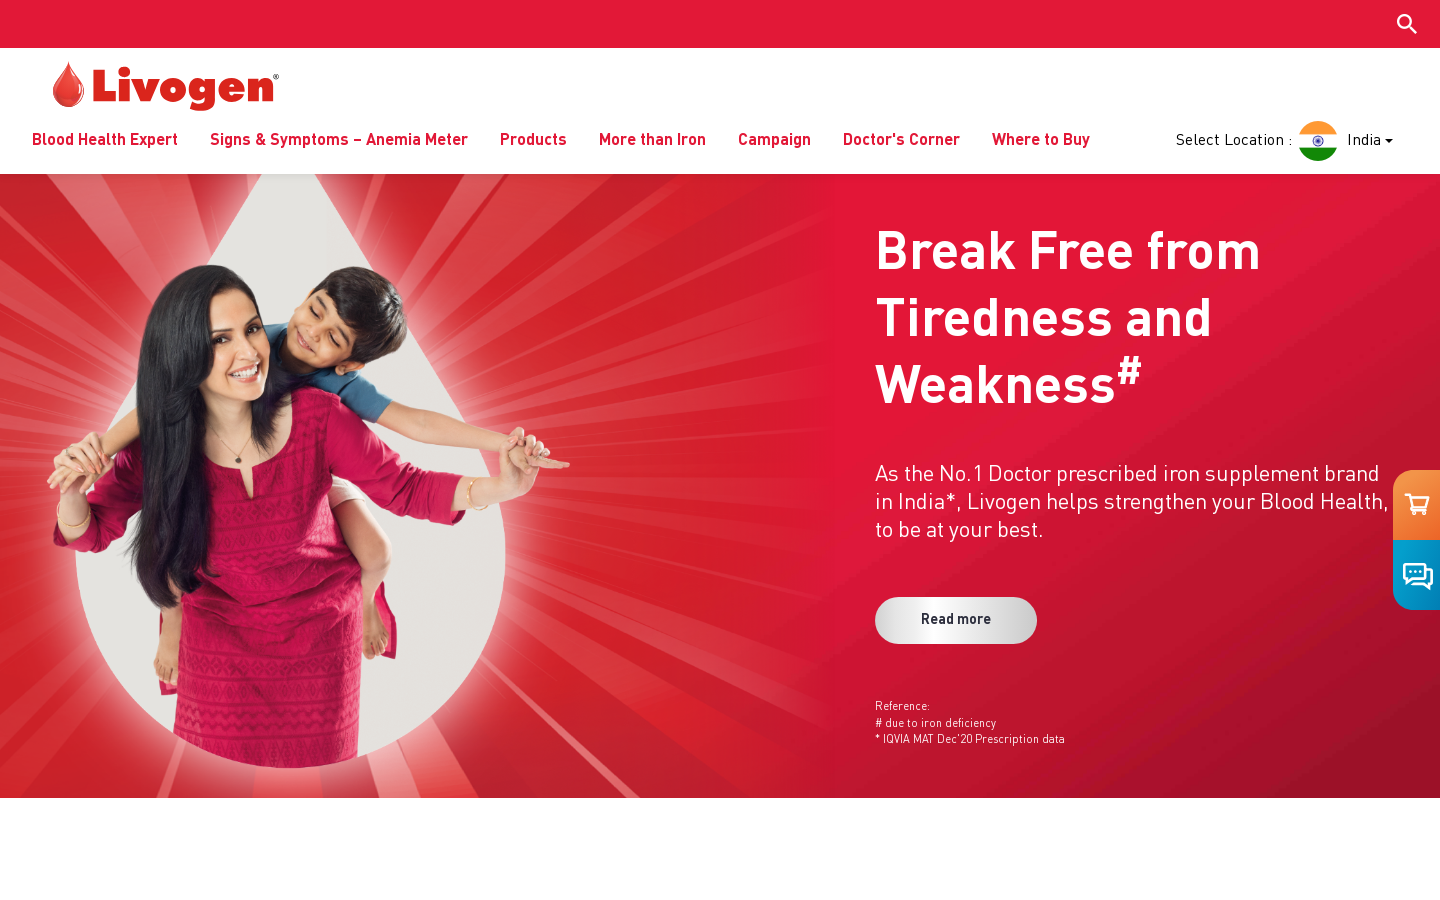 Livogen®
Blood Health Expert
Signs & Symptoms – Anemia Meter
Products
More than Iron
Campaign
Doctor's Corner
Where to Buy
Select Location :
India
Break Free from
Tiredness and
Weakness#
As the No.1 Doctor prescribed iron supplement brand
in India*, Livogen helps strengthen your Blood Health,
to be at your best.
Read more
Reference:
# due to iron deficiency
* IQVIA MAT Dec'20 Prescription data